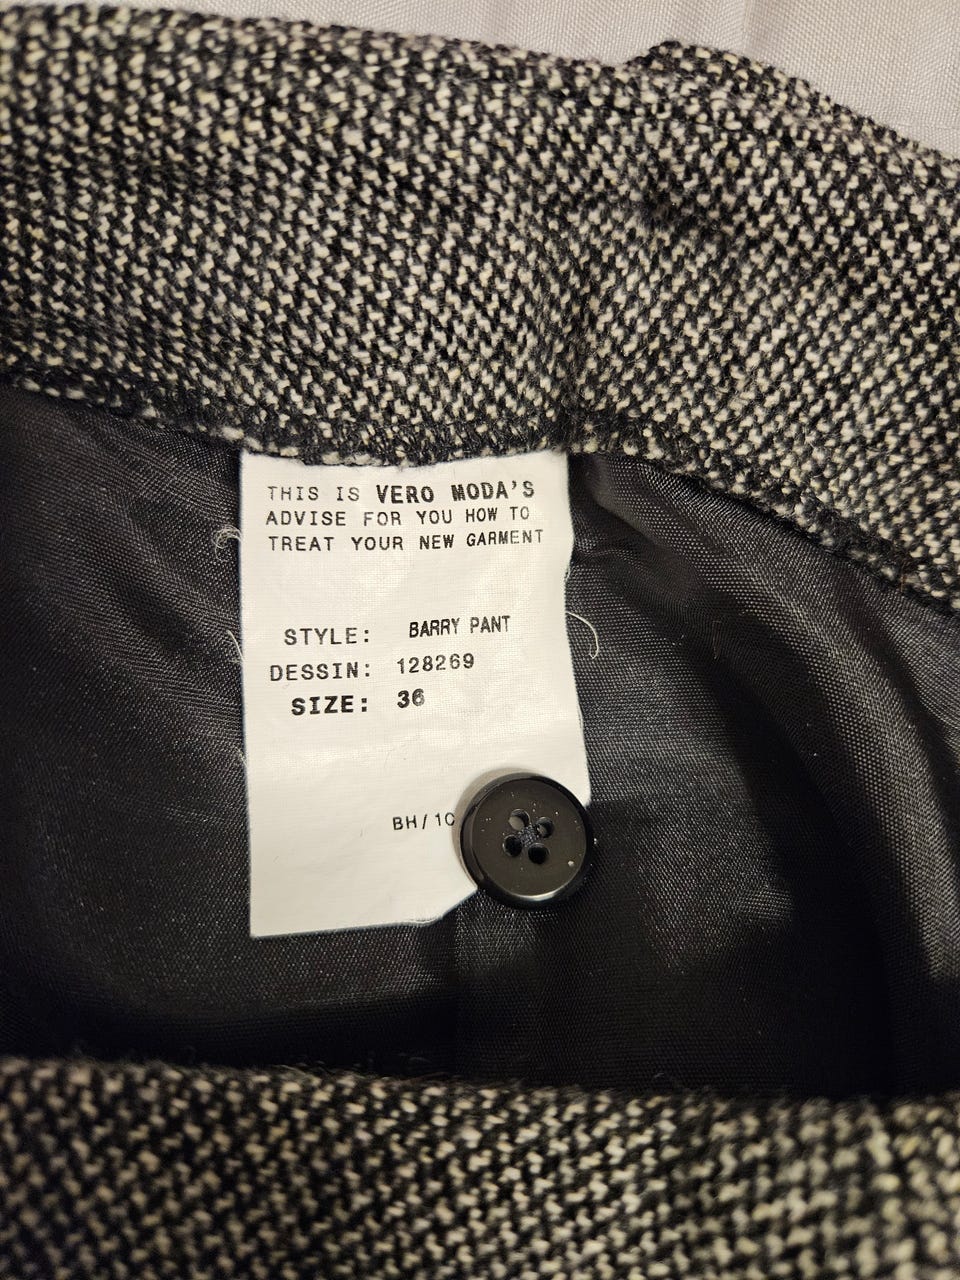 THIS IS VERO MODA'S
ADVISE FOR YOU HOW TO
TREAT YOUR NEW GARMENT
STYLE: BARRY PANT
DESSIN: 128269
SIZE: 36
BH/